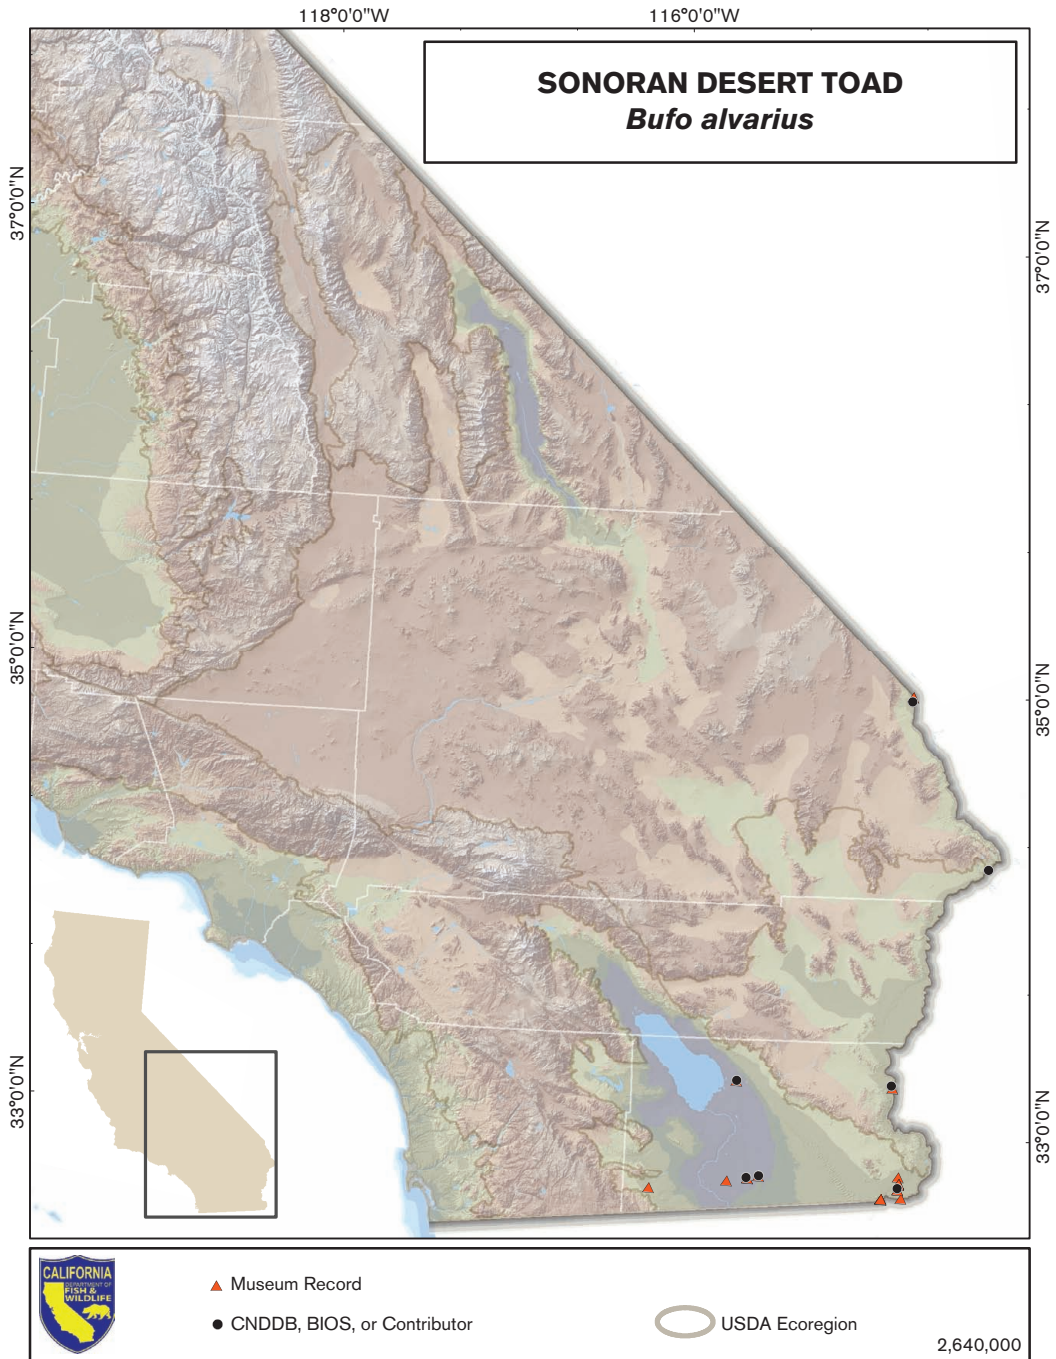 118°0'0"W
116°0'0"W
SONORAN DESERT TOAD
Bufo alvarius
37°0'0"N
37°0'0"N
35°0'0"N
35°0'0"N
33°0'0"N
33°0'0"N
CALIFORNIA
DEPARTMENT OF
FISH &
WILDLIFE
Museum Record
CNDDB, BIOS, or Contributor
USDA Ecoregion
2,640,000